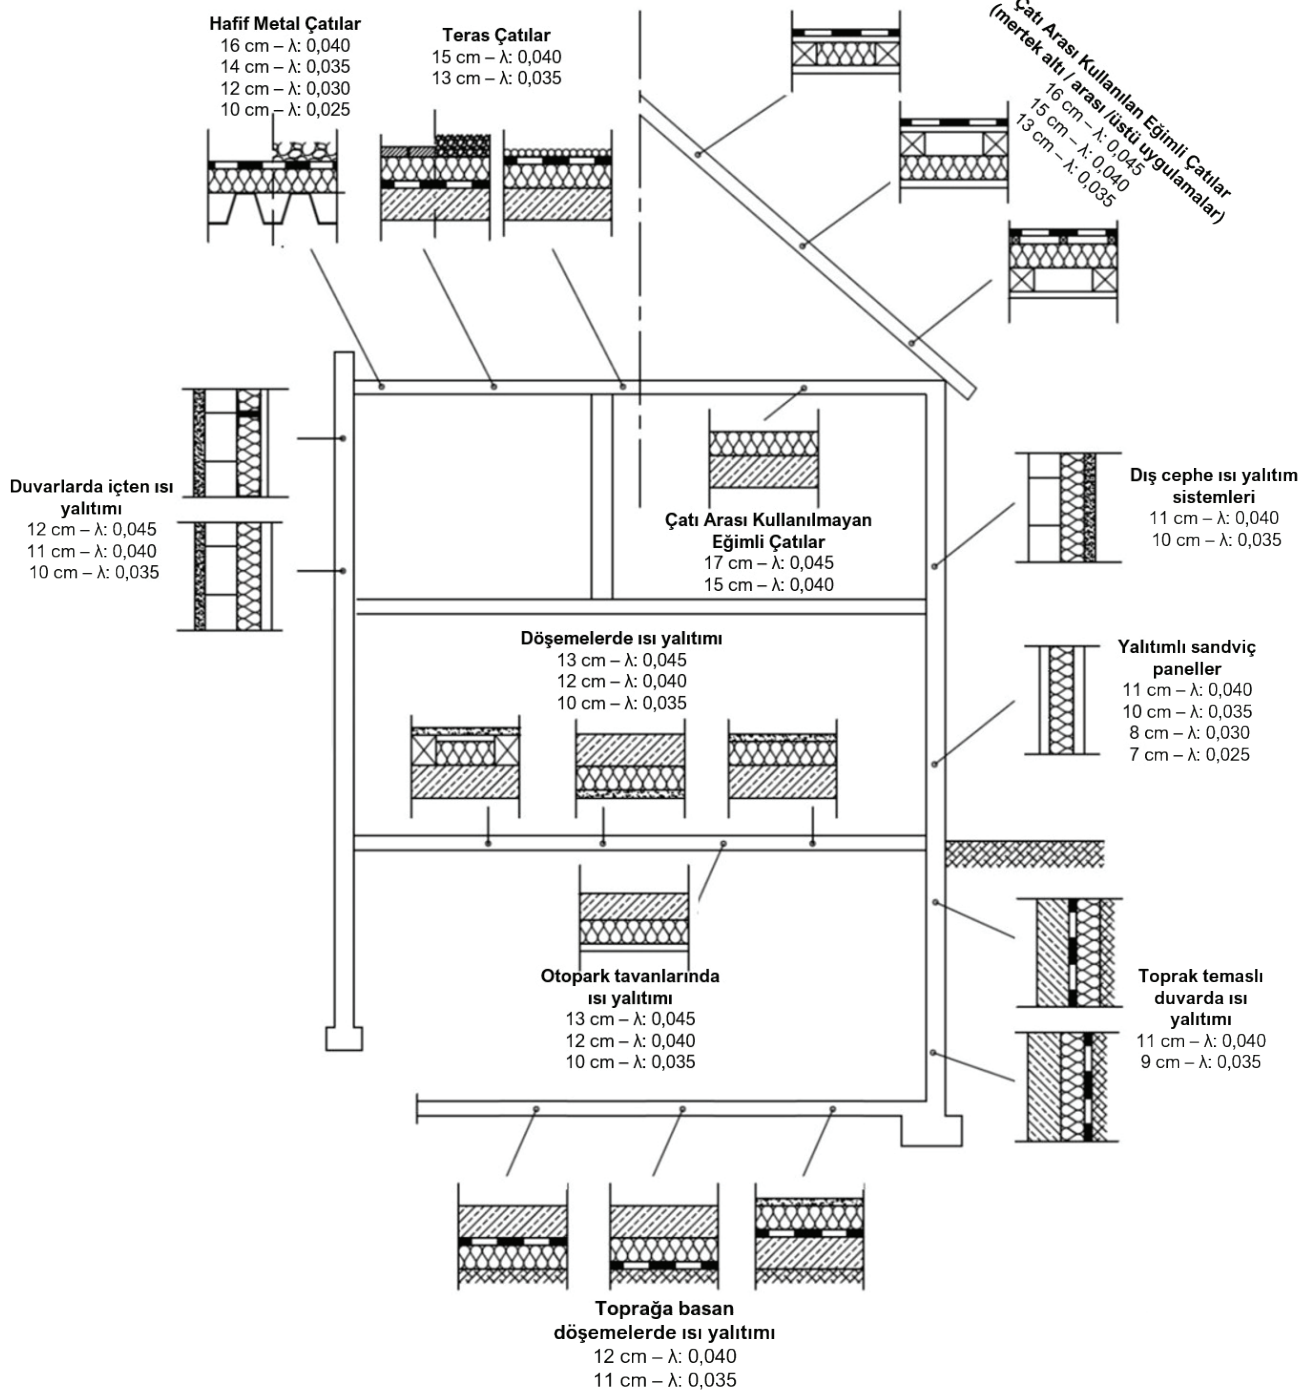 Hafif Metal Çatılar
16 cm – λ: 0,040
14 cm – λ: 0,035
12 cm – λ: 0,030
10 cm – λ: 0,025
Teras Çatılar
15 cm – λ: 0,040
13 cm – λ: 0,035
Çatı Arası Kullanılan Eğimli Çatılar
(mertek altı / arası /üstü uygulamalar)
16 cm – λ: 0,045
15 cm – λ: 0,040
13 cm – λ: 0,035
Duvarlarda içten ısı
yalıtımı
12 cm – λ: 0,045
11 cm – λ: 0,040
10 cm – λ: 0,035
Çatı Arası Kullanılmayan
Eğimli Çatılar
17 cm – λ: 0,045
15 cm – λ: 0,040
Dış cephe ısı yalıtım
sistemleri
11 cm – λ: 0,040
10 cm – λ: 0,035
Döşemelerde ısı yalıtımı
13 cm – λ: 0,045
12 cm – λ: 0,040
10 cm – λ: 0,035
Yalıtımlı sandviç
paneller
11 cm – λ: 0,040
10 cm – λ: 0,035
8 cm – λ: 0,030
7 cm – λ: 0,025
Otopark tavanlarında
ısı yalıtımı
13 cm – λ: 0,045
12 cm – λ: 0,040
10 cm – λ: 0,035
Toprak temaslı
duvarda ısı
yalıtımı
11 cm – λ: 0,040
9 cm – λ: 0,035
Toprağa basan
döşemelerde ısı yalıtımı
12 cm – λ: 0,040
11 cm – λ: 0,035